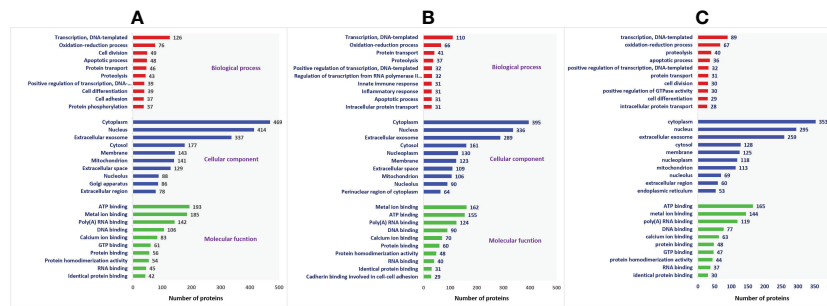 A
Transcription, DNA-templated 126
Oxidation-reduction process 76
Cell division 49
Apoptotic process 48
Protein transport 46
Proteolysis 43
Positive regulation of transcription, DNA-... 39
Cell differentiation 39
Cell adhesion 37
Protein phosphorylation 37
Biological process
Cytoplasm 469
Nucleus 414
Extracellular exosome 337
Cytosol 177
Membrane 143
Mitochondrion 141
Extracellular space 129
Nucleolus 88
Golgi apparatus 86
Extracellular region 78
Cellular component
ATP binding 193
Metal ion binding 185
Poly(A) RNA binding 142
DNA binding 106
Calcium ion binding 83
GTP binding 61
Protein binding 56
Protein homodimerization activity 54
RNA binding 45
Identical protein binding 42
Molecular fucntion
0 100 200 300 400 500
Number of proteins
B
Transcription, DNA-templated 110
Oxidation-reduction process 66
Protein transport 41
Proteolysis 37
Positive regulation of transcription, DNA-templated 32
Regulation of transcription from RNA polymerase II... 32
Innate immune response 31
Inflammatory response 31
Apoptotic process 31
Intracellular protein transport 31
Biological process
Cytoplasm 395
Nucleus 336
Extracellular exosome 289
Cytosol 161
Nucleoplasm 130
Membrane 123
Extracellular space 109
Mitochondrion 106
Nucleolus 90
Perinuclear region of cytoplasm 64
Cellular component
Metal ion binding 162
ATP binding 155
Poly(A) RNA binding 124
DNA binding 90
Calcium ion binding 70
Protein binding 60
Protein homodimerization activity 48
RNA binding 40
Identical protein binding 31
Cadherin binding involved in cell-cell adhesion 29
Molecular fucntion
0 100 200 300 400 500
Number of proteins
C
transcription, DNA-templated 89
oxidation-reduction process 67
proteolysis 40
apoptotic process 36
positive regulation of transcription, DNA-templated 32
protein transport 31
cell division 30
positive regulation of GTPase activity 30
cell differentiation 29
intracellular protein transport 28
Biological process
cytoplasm 353
nucleus 295
extracellular exosome 259
cytosol 128
membrane 125
nucleoplasm 118
mitochondrion 113
nucleolus 69
extracellular region 60
endoplasmic reticulum 53
Cellular component
ATP binding 165
metal ion binding 144
poly(A) RNA binding 119
DNA binding 77
calcium ion binding 63
protein binding 48
GTP binding 47
protein homodimerization activity 44
RNA binding 37
identical protein binding 30
Molecular fucntion
0 50 100 150 200 250 300 350
Number of proteins